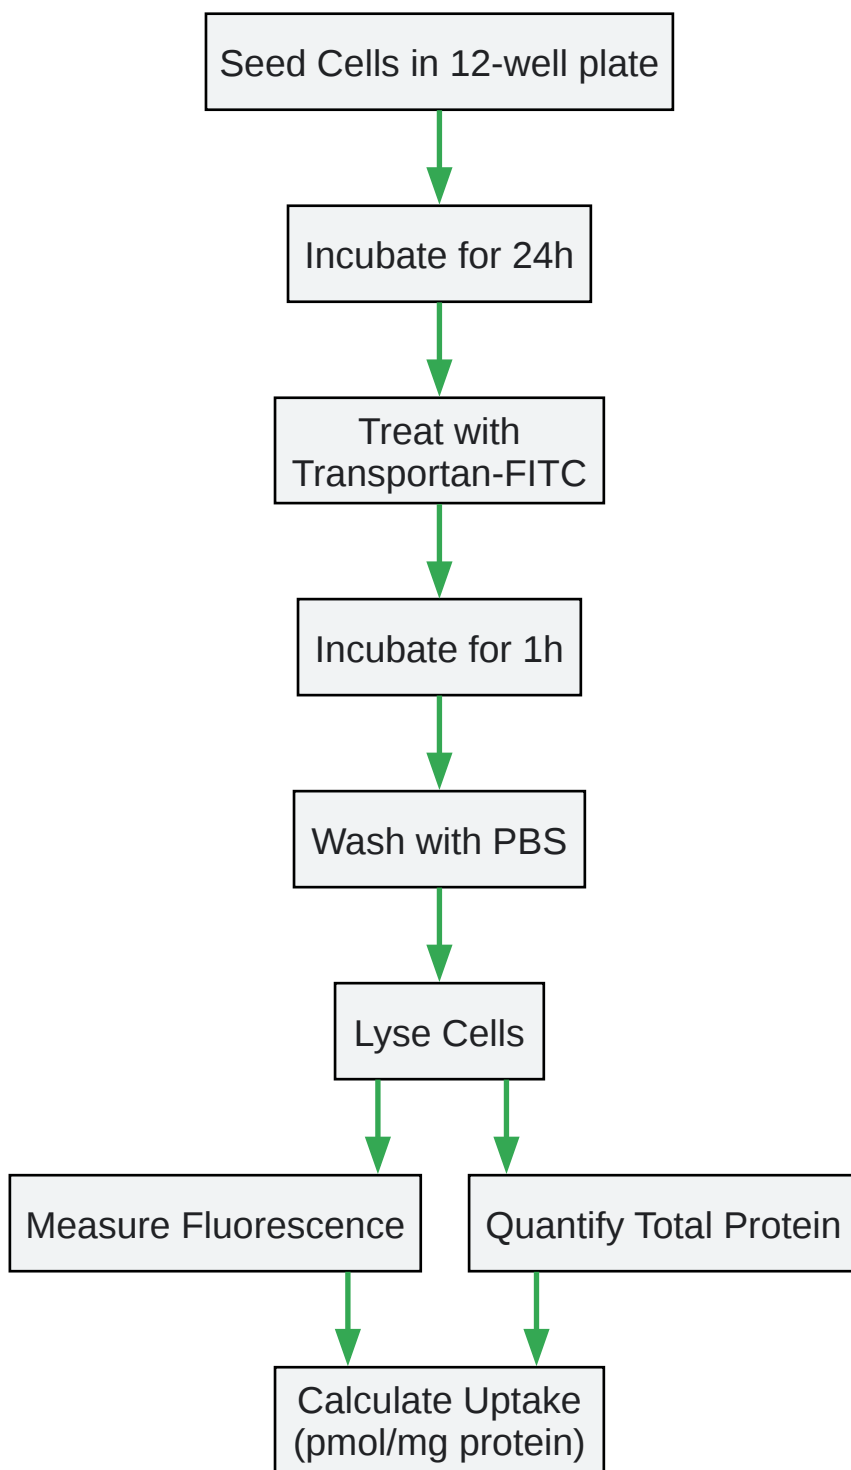 Seed Cells in 12-well plate
Incubate for 24h
Treat with
Transportan-FITC
Incubate for 1h
Wash with PBS
Lyse Cells
Measure Fluorescence
Quantify Total Protein
Calculate Uptake
(pmol/mg protein)